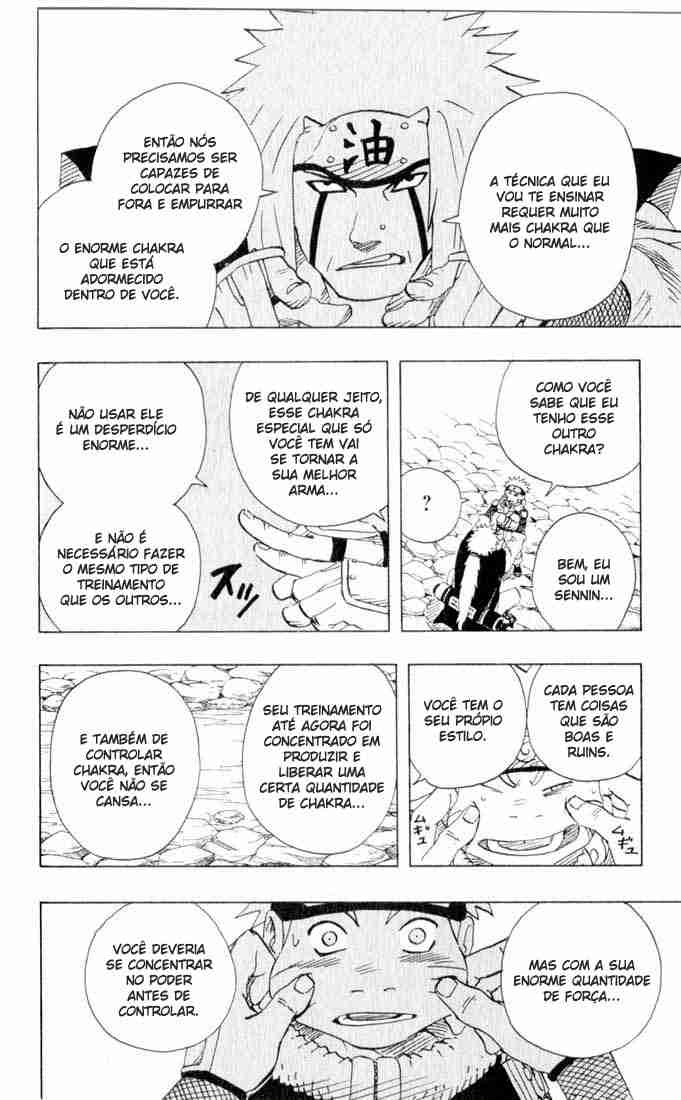 A TÉCNICA QUE EU
VOU TE ENSINAR
REQUER MUITO
MAIS CHAKRA QUE
O NORMAL...
油
ENTÃO NÓS
PRECISAMOS SER
CAPAZES DE
COLOCAR PARA
FORA E EMPURRAR
O ENORME CHAKRA
QUE ESTÁ
ADORMECIDO
DENTRO DE VOCÊ.
COMO VOCÊ
SABE QUE EU
TENHO ESSE
OUTRO
CHAKRA?
?
BEM, EU
SOU UM
SENNIN...
DE QUALQUER JEITO,
ESSE CHAKRA
ESPECIAL QUE SÓ
VOCÊ TEM VAI
SE TORNAR A
SUA MELHOR
ARMA...
ズッ
NÃO USAR ELE
É UM DESPERDÍCIO
ENORME...
E NÃO É
NECESSÁRIO FAZER
O MESMO TIPO DE
TREINAMENTO
QUE OS OUTROS...
CADA PESSOA
TEM COISAS
QUE SÃO
BOAS E
RUINS.
VOCÊ TEM O
SEU PRÓPIO
ESTILO.
ムギュ
ムギュ
SEU TREINAMENTO
ATÉ AGORA FOI
CONCENTRADO EM
PRODUZIR E
LIBERAR UMA
CERTA QUANTIDADE
DE CHAKRA...
E TAMBÉM DE
CONTROLAR
CHAKRA, ENTÃO
VOCÊ NÃO SE
CANSA...
MAS COM A SUA
ENORME QUANTIDADE
DE FORÇA...
VOCÊ DEVERIA
SE CONCENTRAR
NO PODER
ANTES DE
CONTROLAR.